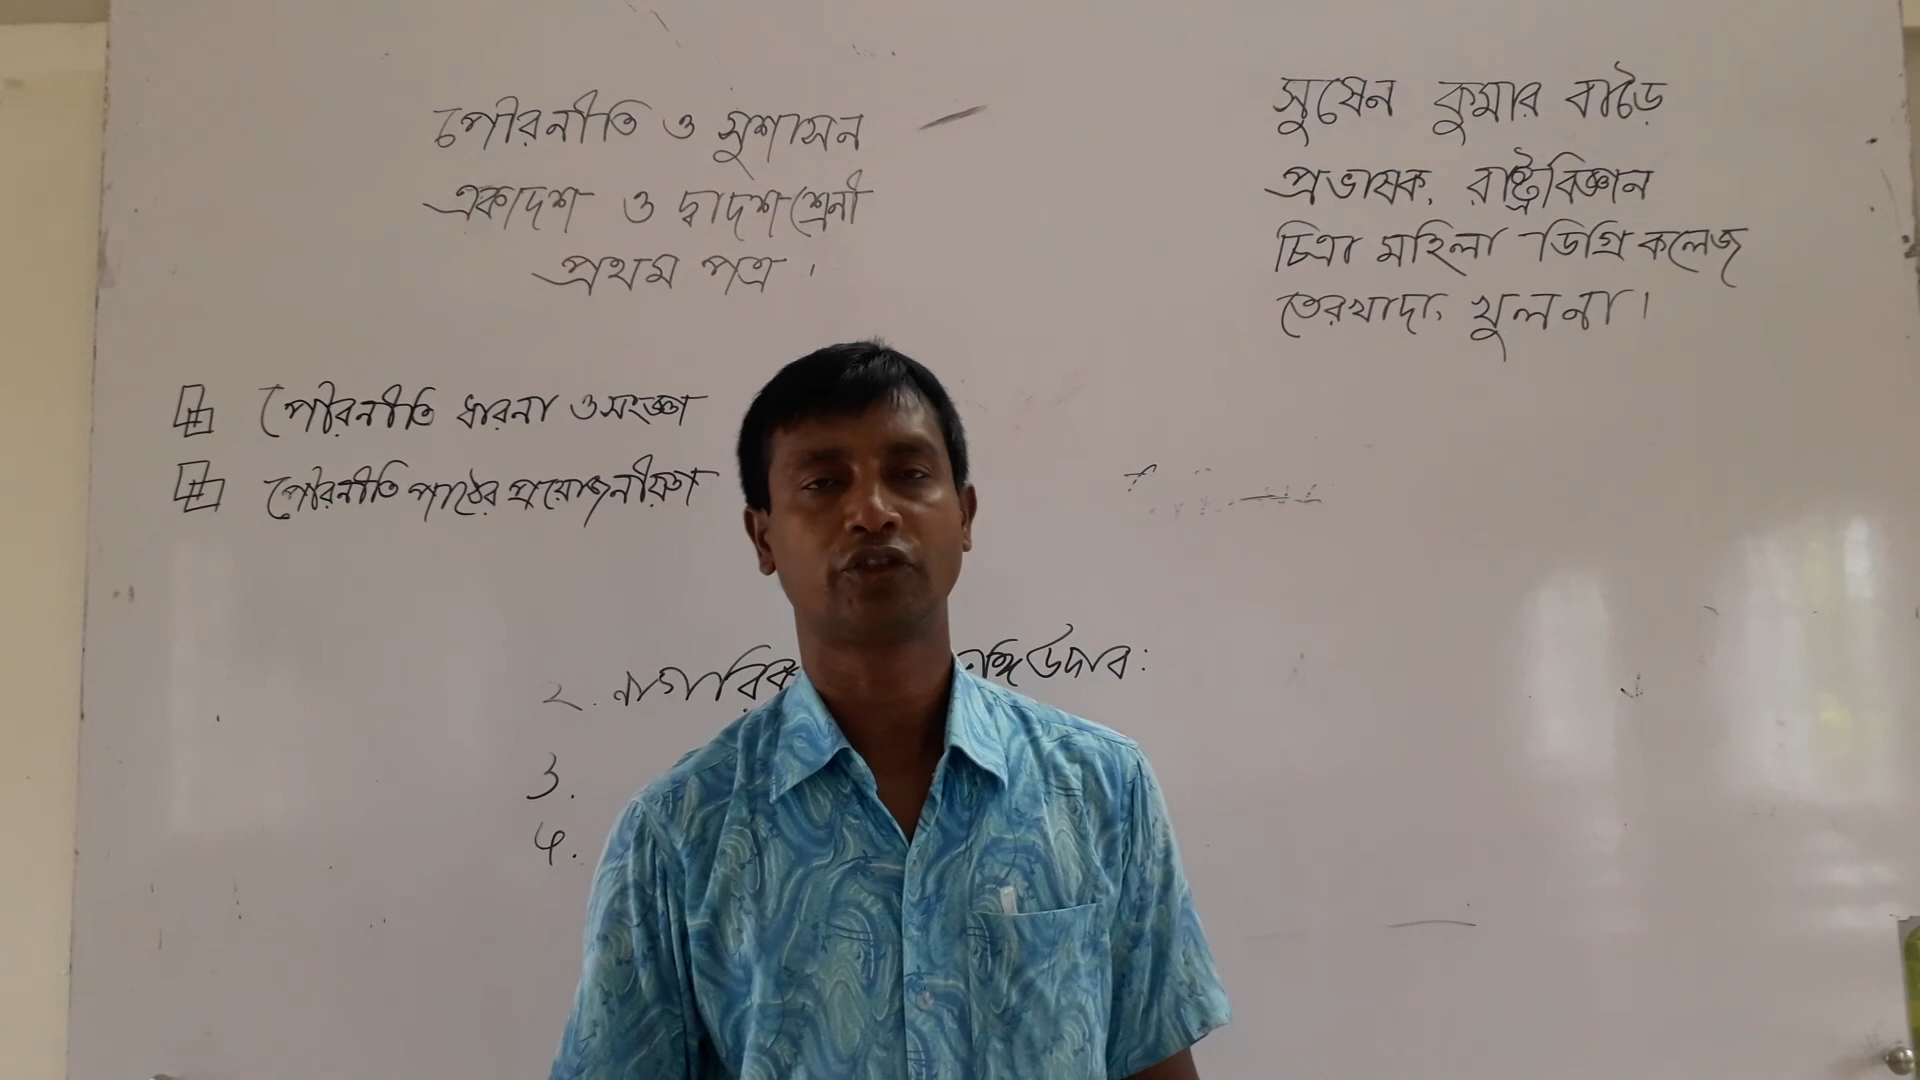 পৌরনীতি ও সুশাসন
একাদশ ও দ্বাদশ শ্রেনী
প্রথম পত্র।
সুষেন কুমার বাড়ৈ
প্রভাষক, রাষ্ট্রবিজ্ঞান
চিত্রা মহিলা ডিগ্রি কলেজ
তেরখাদা, খুলনা।
পৌরনীতি ধারনা ও সংজ্ঞা
পৌরনীতি পাঠের প্রয়োজনীয়তা
২. নাগরিক
৩.
৪.